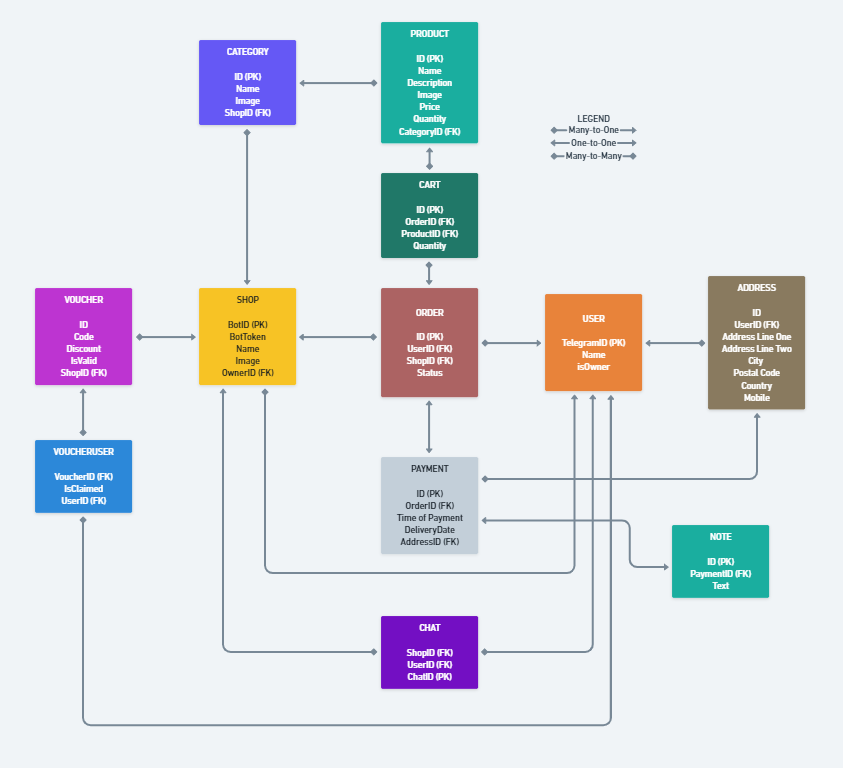 PRODUCT
ID (PK)
Name
Description
Image
Price
Quantity
CategoryID (FK)
CATEGORY
ID (PK)
Name
Image
ShopID (FK)
LEGEND
Many-to-One
One-to-One
Many-to-Many
CART
ID (PK)
OrderID (FK)
ProductID (FK)
Quantity
VOUCHER
ID
Code
Discount
IsValid
ShopID (FK)
SHOP
BotID (PK)
BotToken
Name
Image
OwnerID (FK)
ORDER
ID (PK)
UserID (FK)
ShopID (FK)
Status
USER
TelegramID (PK)
Name
isOwner
ADDRESS
ID
UserID (FK)
Address Line One
Address Line Two
City
Postal Code
Country
Mobile
VOUCHERUSER
VoucherID (FK)
IsClaimed
UserID (FK)
PAYMENT
ID (PK)
OrderID (FK)
Time of Payment
DeliveryDate
AddressID (FK)
NOTE
ID (PK)
PaymentID (FK)
Text
CHAT
ShopID (FK)
UserID (FK)
ChatID (PK)